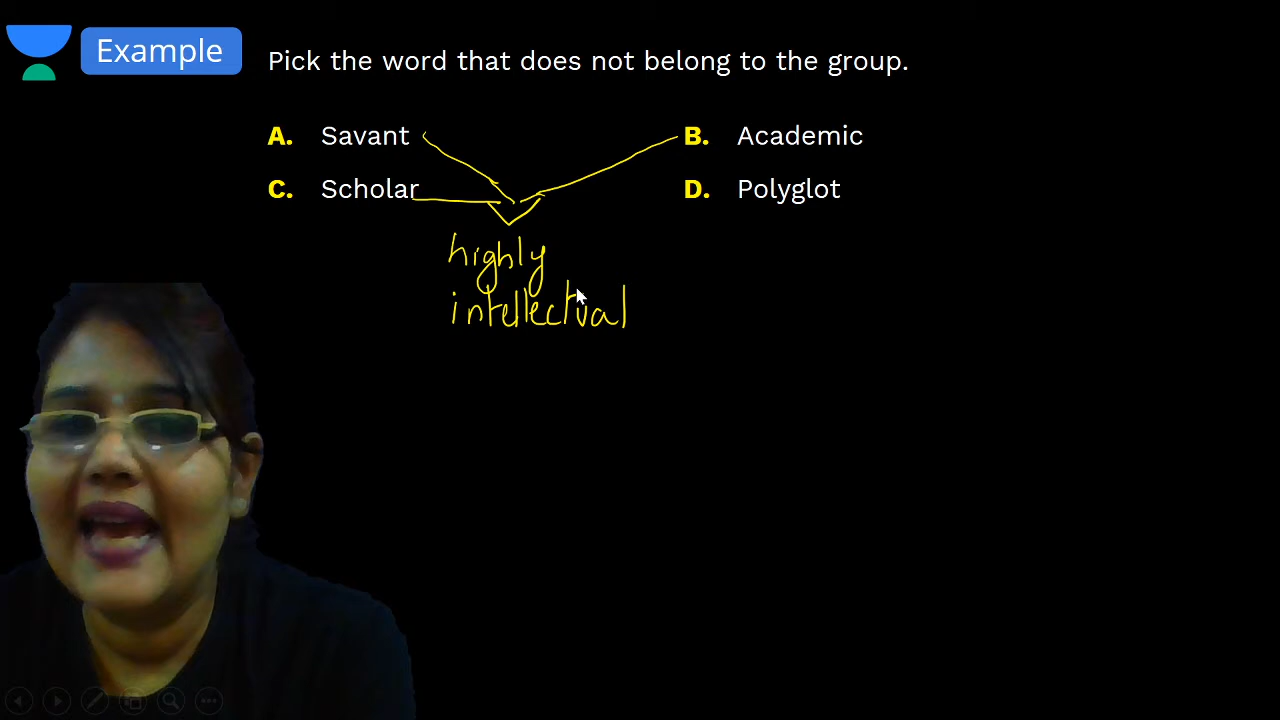 Example
Pick the word that does not belong to the group.
A. Savant
B. Academic
C. Scholar
D. Polyglot
highly
intellectual